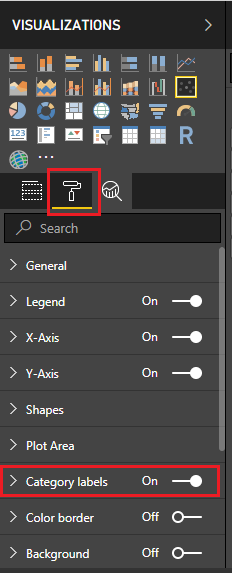 VISUALIZATIONS
123
R
Search
General
Legend On
X-Axis On
Y-Axis On
Shapes
Plot Area
Category labels On
Color border Off
Background Off